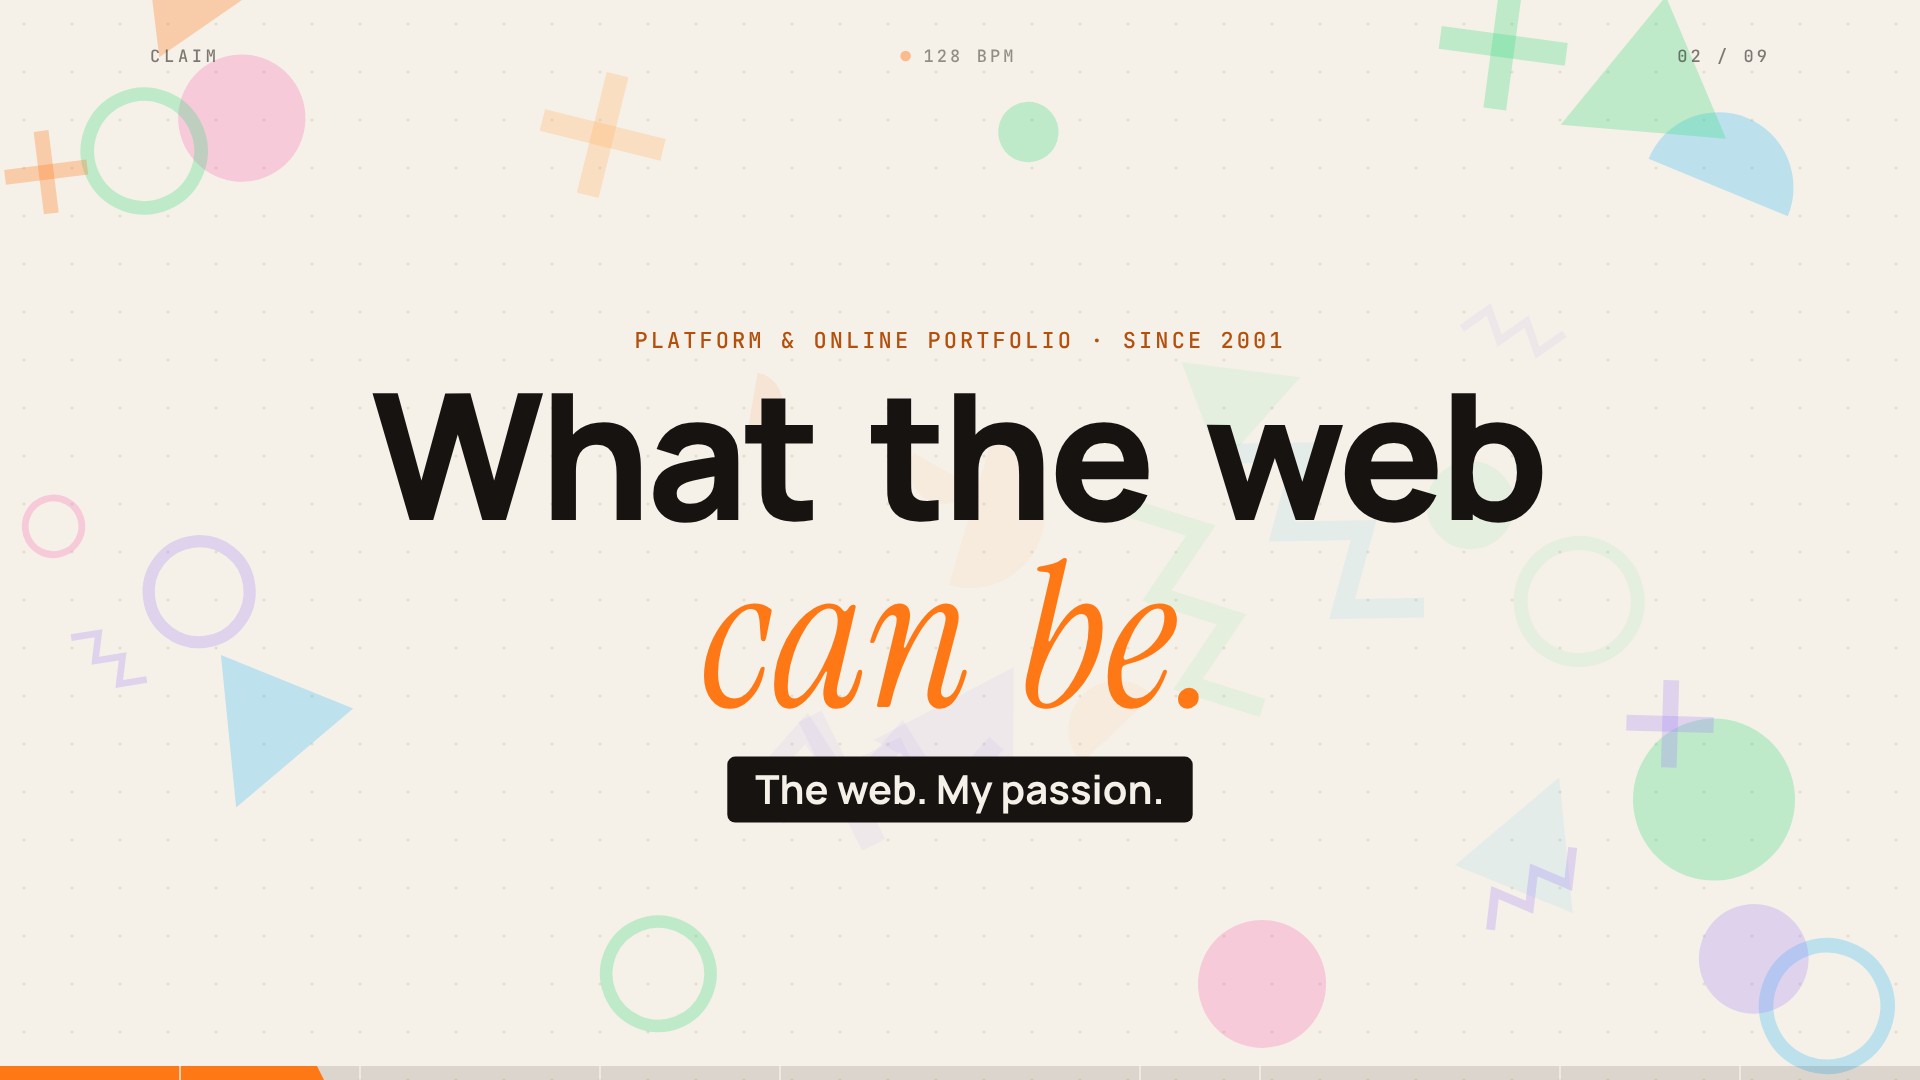 CLAIM
128 BPM
02 / 09
PLATFORM & ONLINE PORTFOLIO · SINCE 2001
What the web
can be.
The web. My passion.